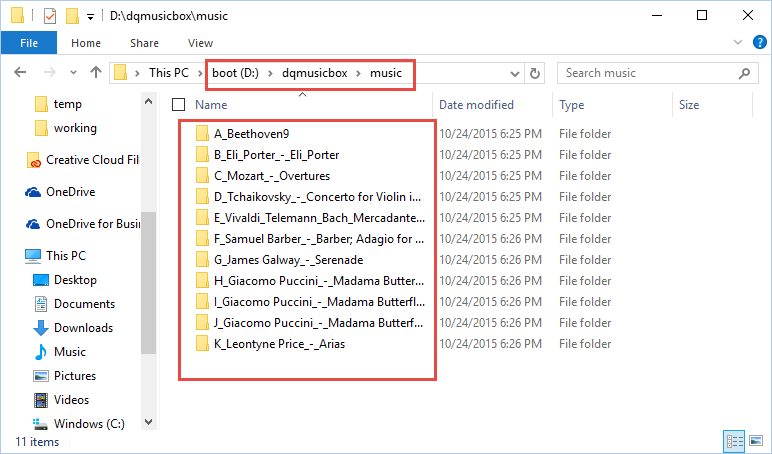 D:\dqmusicbox\music
File Home Share View
This PC boot (D:) dqmusicbox music Search music
Name Date modified Type Size
temp
working
Creative Cloud Fil
OneDrive
OneDrive for Busi
This PC
Desktop
Documents
Downloads
Music
Pictures
Videos
Windows (C:)
A_Beethoven9 10/24/2015 6:25 PM File folder
B_Eli_Porter_-_Eli_Porter 10/24/2015 6:25 PM File folder
C_Mozart_-_Overtures 10/24/2015 6:25 PM File folder
D_Tchaikovsky_-_Concerto for Violin i... 10/24/2015 6:25 PM File folder
E_Vivaldi_Telemann_Bach_Mercadante... 10/24/2015 6:25 PM File folder
F_Samuel Barber_-_Barber; Adagio for ... 10/24/2015 6:26 PM File folder
G_James Galway_-_Serenade 10/24/2015 6:26 PM File folder
H_Giacomo Puccini_-_Madama Butterf... 10/24/2015 6:26 PM File folder
I_Giacomo Puccini_-_Madama Butterfl... 10/24/2015 6:26 PM File folder
J_Giacomo Puccini_-_Madama Butterf... 10/24/2015 6:26 PM File folder
K_Leontyne Price_-_Arias 10/24/2015 6:26 PM File folder
11 items